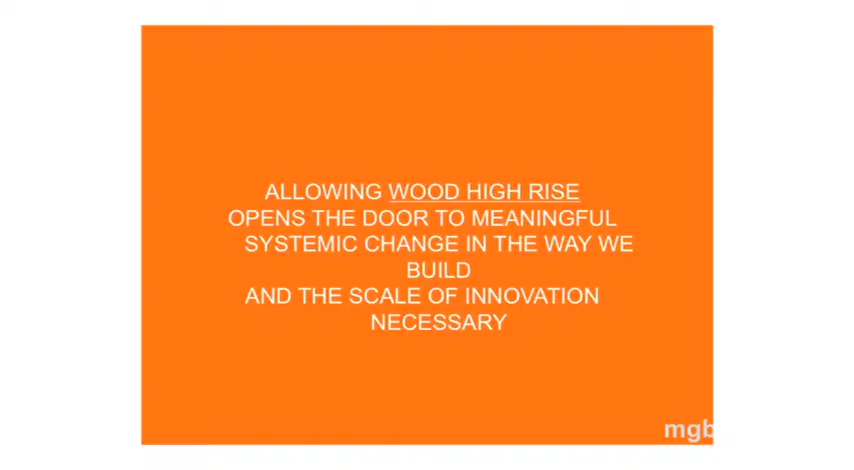 ALLOWING WOOD HIGH RISE
OPENS THE DOOR TO MEANINGFUL
SYSTEMIC CHANGE IN THE WAY WE
BUILD
AND THE SCALE OF INNOVATION
NECESSARY
mgb